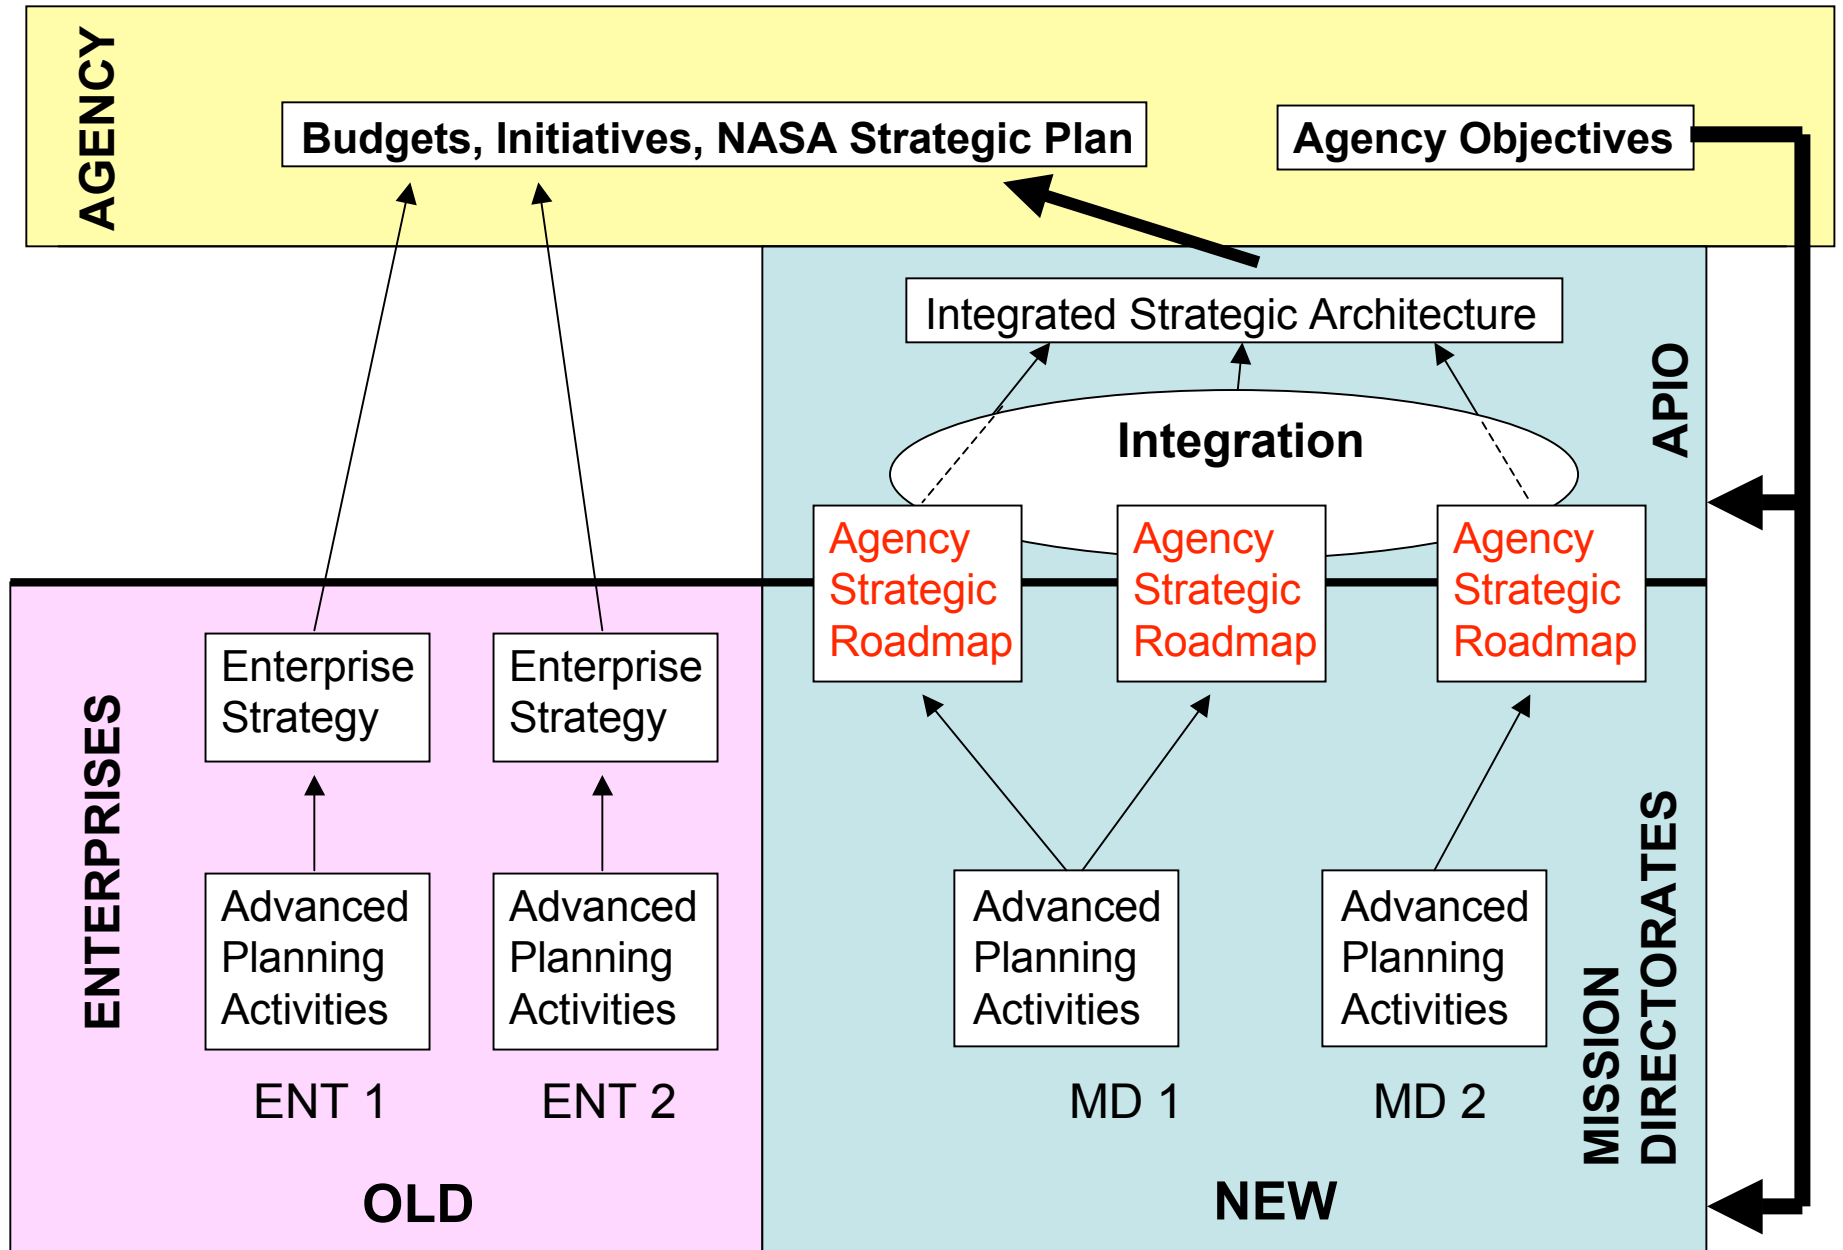 AGENCY
Budgets, Initiatives, NASA Strategic Plan
Agency Objectives
Integrated Strategic Architecture
APIO
Integration
Agency
Strategic
Roadmap
Agency
Strategic
Roadmap
Agency
Strategic
Roadmap
ENTERPRISES
Enterprise
Strategy
Enterprise
Strategy
Advanced
Planning
Activities
Advanced
Planning
Activities
Advanced
Planning
Activities
Advanced
Planning
Activities
MISSION
DIRECTORATES
ENT 1
ENT 2
MD 1
MD 2
OLD
NEW